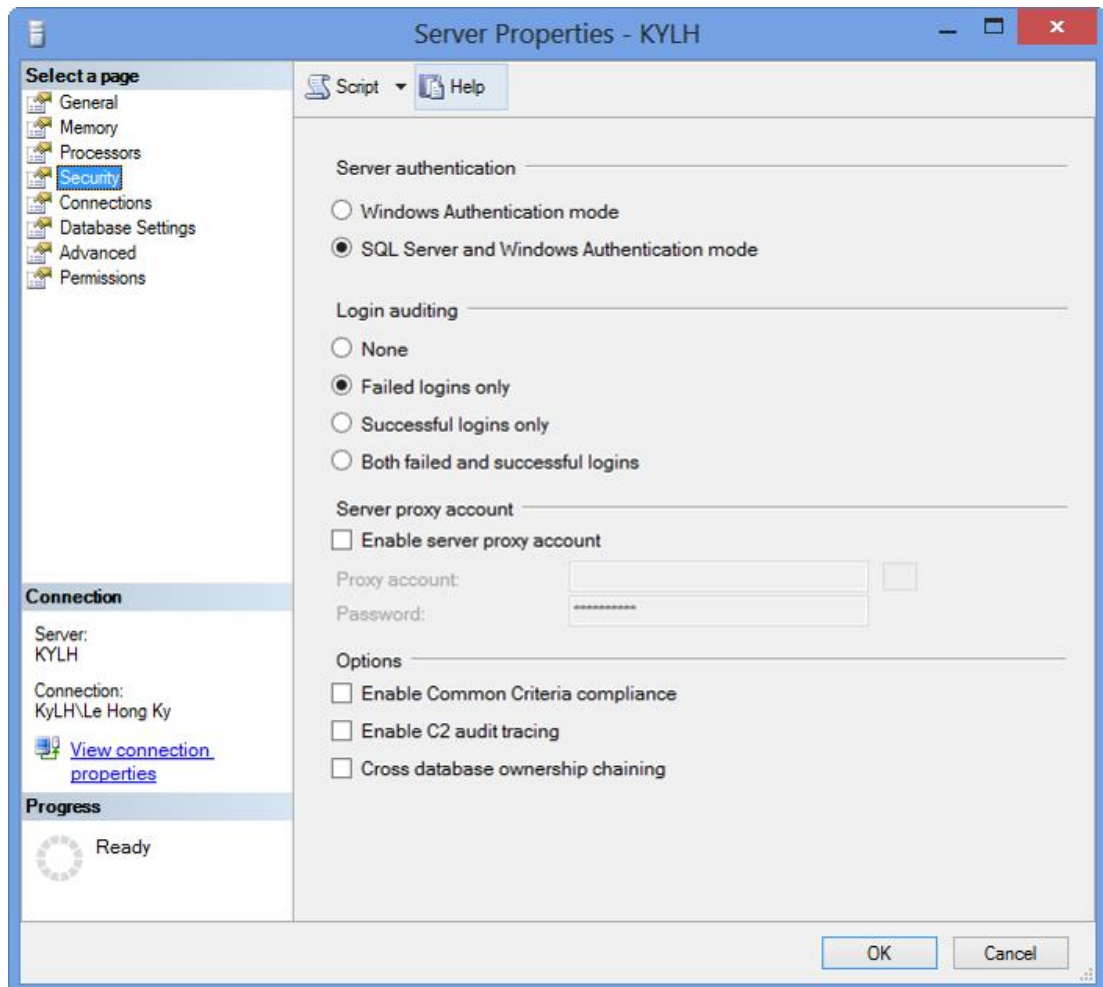 Server Properties - KYLH
Select a page
General
Memory
Processors
Security
Connections
Database Settings
Advanced
Permissions
Connection
Server:
KYLH
Connection:
KyLH\Le Hong Ky
View connection
properties
Progress
Ready
Script
Help
Server authentication
Windows Authentication mode
SQL Server and Windows Authentication mode
Login auditing
None
Failed logins only
Successful logins only
Both failed and successful logins
Server proxy account
Enable server proxy account
Proxy account:
Password:
**********
Options
Enable Common Criteria compliance
Enable C2 audit tracing
Cross database ownership chaining
OK
Cancel